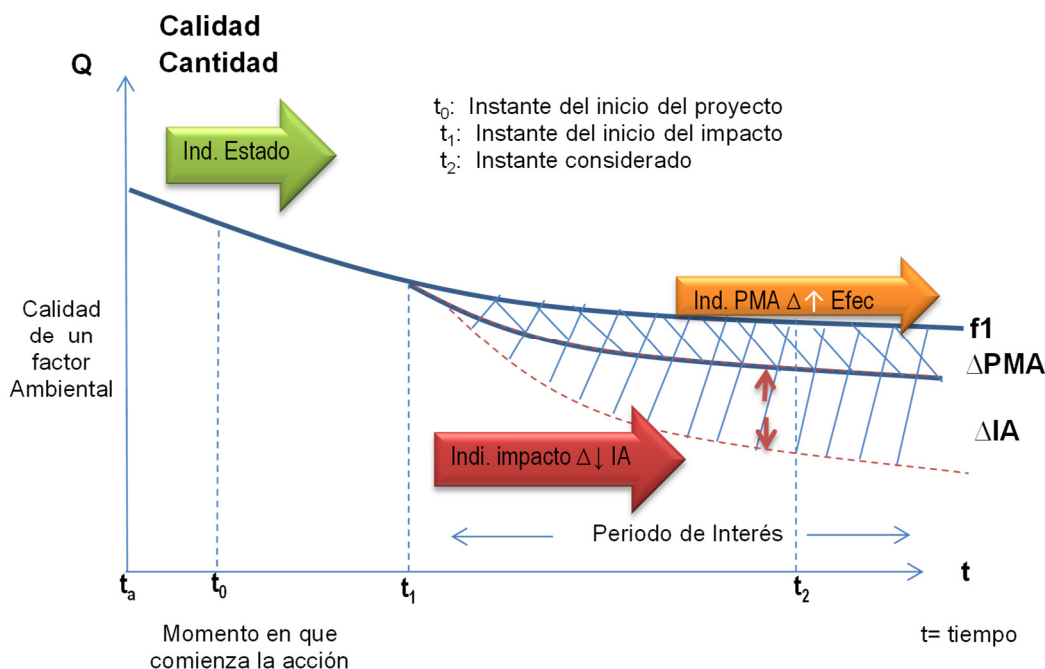 Calidad
Cantidad
Q
t0: Instante del inicio del proyecto
t1: Instante del inicio del impacto
t2: Instante considerado
Ind. Estado
Calidad
de un
factor
Ambiental
Ind. PMA Δ ↑ Efec
f1
ΔPMA
ΔIA
Indi. impacto Δ↓ IA
Periodo de Interés
ta
t0
t1
t2
t
Momento en que
comienza la acción
t= tiempo